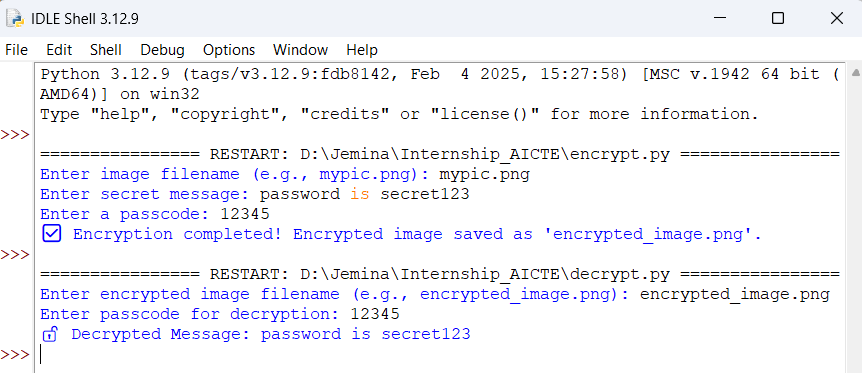 IDLE Shell 3.12.9
File Edit Shell Debug Options Window Help
Python 3.12.9 (tags/v3.12.9:fdb8142, Feb  4 2025, 15:27:58) [MSC v.1942 64 bit (
AMD64)] on win32
Type "help", "copyright", "credits" or "license()" for more information.
>>>
================ RESTART: D:\Jemina\Internship_AICTE\encrypt.py ================
Enter image filename (e.g., mypic.png): mypic.png
Enter secret message: password is secret123
Enter a passcode: 12345
☑ Encryption completed! Encrypted image saved as 'encrypted_image.png'.
>>>
================ RESTART: D:\Jemina\Internship_AICTE\decrypt.py ================
Enter encrypted image filename (e.g., encrypted_image.png): encrypted_image.png
Enter passcode for decryption: 12345
🔓 Decrypted Message: password is secret123
>>>